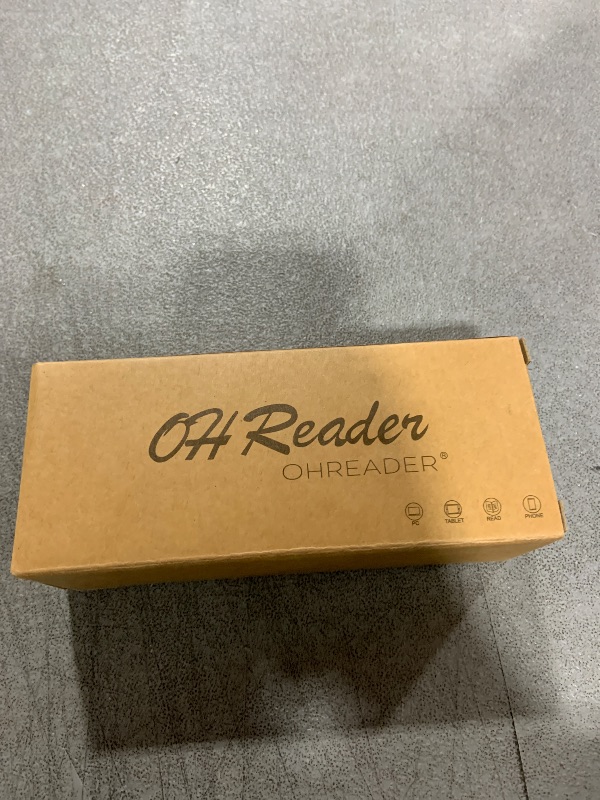 OH Reader
OHREADER®
PC TABLET READ PHONE